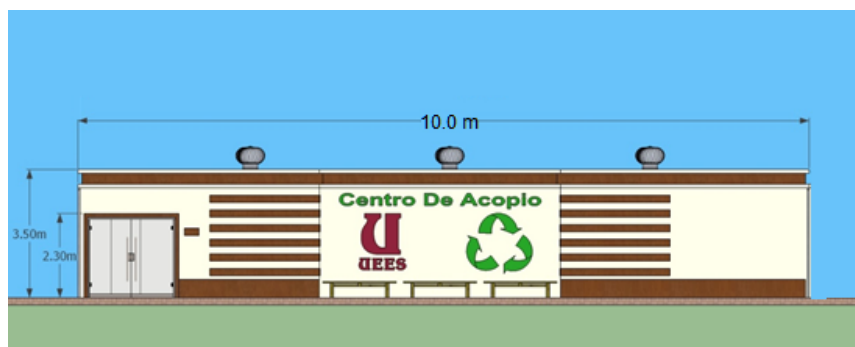 10.0 m
Centro De Acopio
3.50m
U
UEES
2.30m